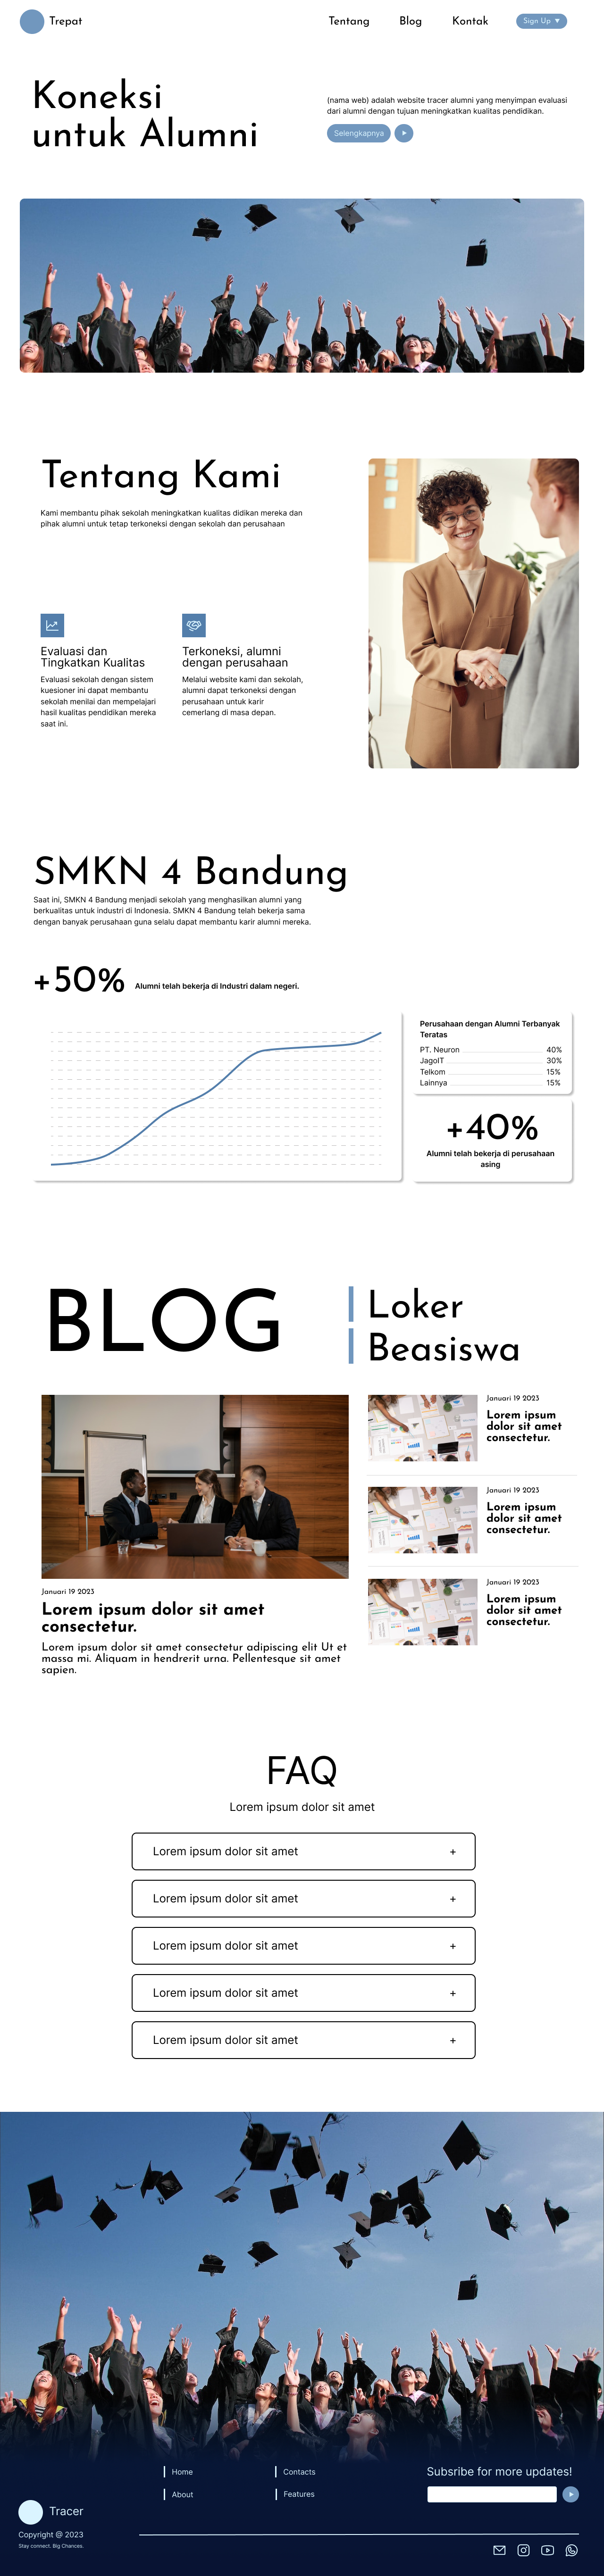 Trepat
Tentang
Blog
Kontak
Sign Up
Koneksi
untuk Alumni
(nama web) adalah website tracer alumni yang menyimpan evaluasi
dari alumni dengan tujuan meningkatkan kualitas pendidikan.
Selengkapnya
Tentang Kami
Kami membantu pihak sekolah meningkatkan kualitas didikan mereka dan
pihak alumni untuk tetap terkoneksi dengan sekolah dan perusahaan
Evaluasi dan
Tingkatkan Kualitas
Evaluasi sekolah dengan sistem
kuesioner ini dapat membantu
sekolah menilai dan mempelajari
hasil kualitas pendidikan mereka
saat ini.
Terkoneksi, alumni
dengan perusahaan
Melalui website kami dan sekolah,
alumni dapat terkoneksi dengan
perusahaan untuk karir
cemerlang di masa depan.
SMKN 4 Bandung
Saat ini, SMKN 4 Bandung menjadi sekolah yang menghasilkan alumni yang
berkualitas untuk industri di Indonesia. SMKN 4 Bandung telah bekerja sama
dengan banyak perusahaan guna selalu dapat membantu karir alumni mereka.
+50%
Alumni telah bekerja di Industri dalam negeri.
Perusahaan dengan Alumni Terbanyak
Teratas
PT. Neuron 40%
JagoIT 30%
Telkom 15%
Lainnya 15%
+40%
Alumni telah bekerja di perusahaan
asing
BLOG
Loker
Beasiswa
Januari 19 2023
Lorem ipsum dolor sit amet
consectetur.
Lorem ipsum dolor sit amet consectetur adipiscing elit Ut et
massa mi. Aliquam in hendrerit urna. Pellentesque sit amet
sapien.
Januari 19 2023
Lorem ipsum
dolor sit amet
consectetur.
Januari 19 2023
Lorem ipsum
dolor sit amet
consectetur.
Januari 19 2023
Lorem ipsum
dolor sit amet
consectetur.
FAQ
Lorem ipsum dolor sit amet
Lorem ipsum dolor sit amet +
Lorem ipsum dolor sit amet +
Lorem ipsum dolor sit amet +
Lorem ipsum dolor sit amet +
Lorem ipsum dolor sit amet +
Home
About
Contacts
Features
Subsribe for more updates!
Tracer
Copyright @ 2023
Stay connect. Big Chances.